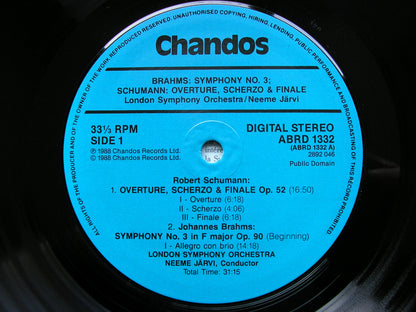 ALL RIGHTS OF THE PRODUCER AND OF THE OWNER OF THE WORK REPRODUCED RESERVED. UNAUTHORISED COPYING, HIRING, LENDING, PUBLIC PERFORMANCE AND BROADCASTING OF THIS RECORD PROHIBITED
Chandos
BRAHMS: SYMPHONY NO. 3;
SCHUMANN: OVERTURE, SCHERZO & FINALE
London Symphony Orchestra/Neeme Järvi
33⅓ RPM
SIDE 1
℗ 1988 Chandos Records Ltd.
© 1988 Chandos Records Ltd.
DIGITAL STEREO
ABRD 1332
(ABRD 1332 A)
2892 046
Public Domain
Robert Schumann:
1. OVERTURE, SCHERZO & FINALE Op. 52 (16:50)
I - Overture (6:18)
II - Scherzo (4:06)
III - Finale (6:18)
2. Johannes Brahms:
SYMPHONY No. 3 in F major Op. 90 (Beginning)
I - Allegro con brio (14:18)
LONDON SYMPHONY ORCHESTRA
NEEME JÄRVI, Conductor
Total Time: 31:15